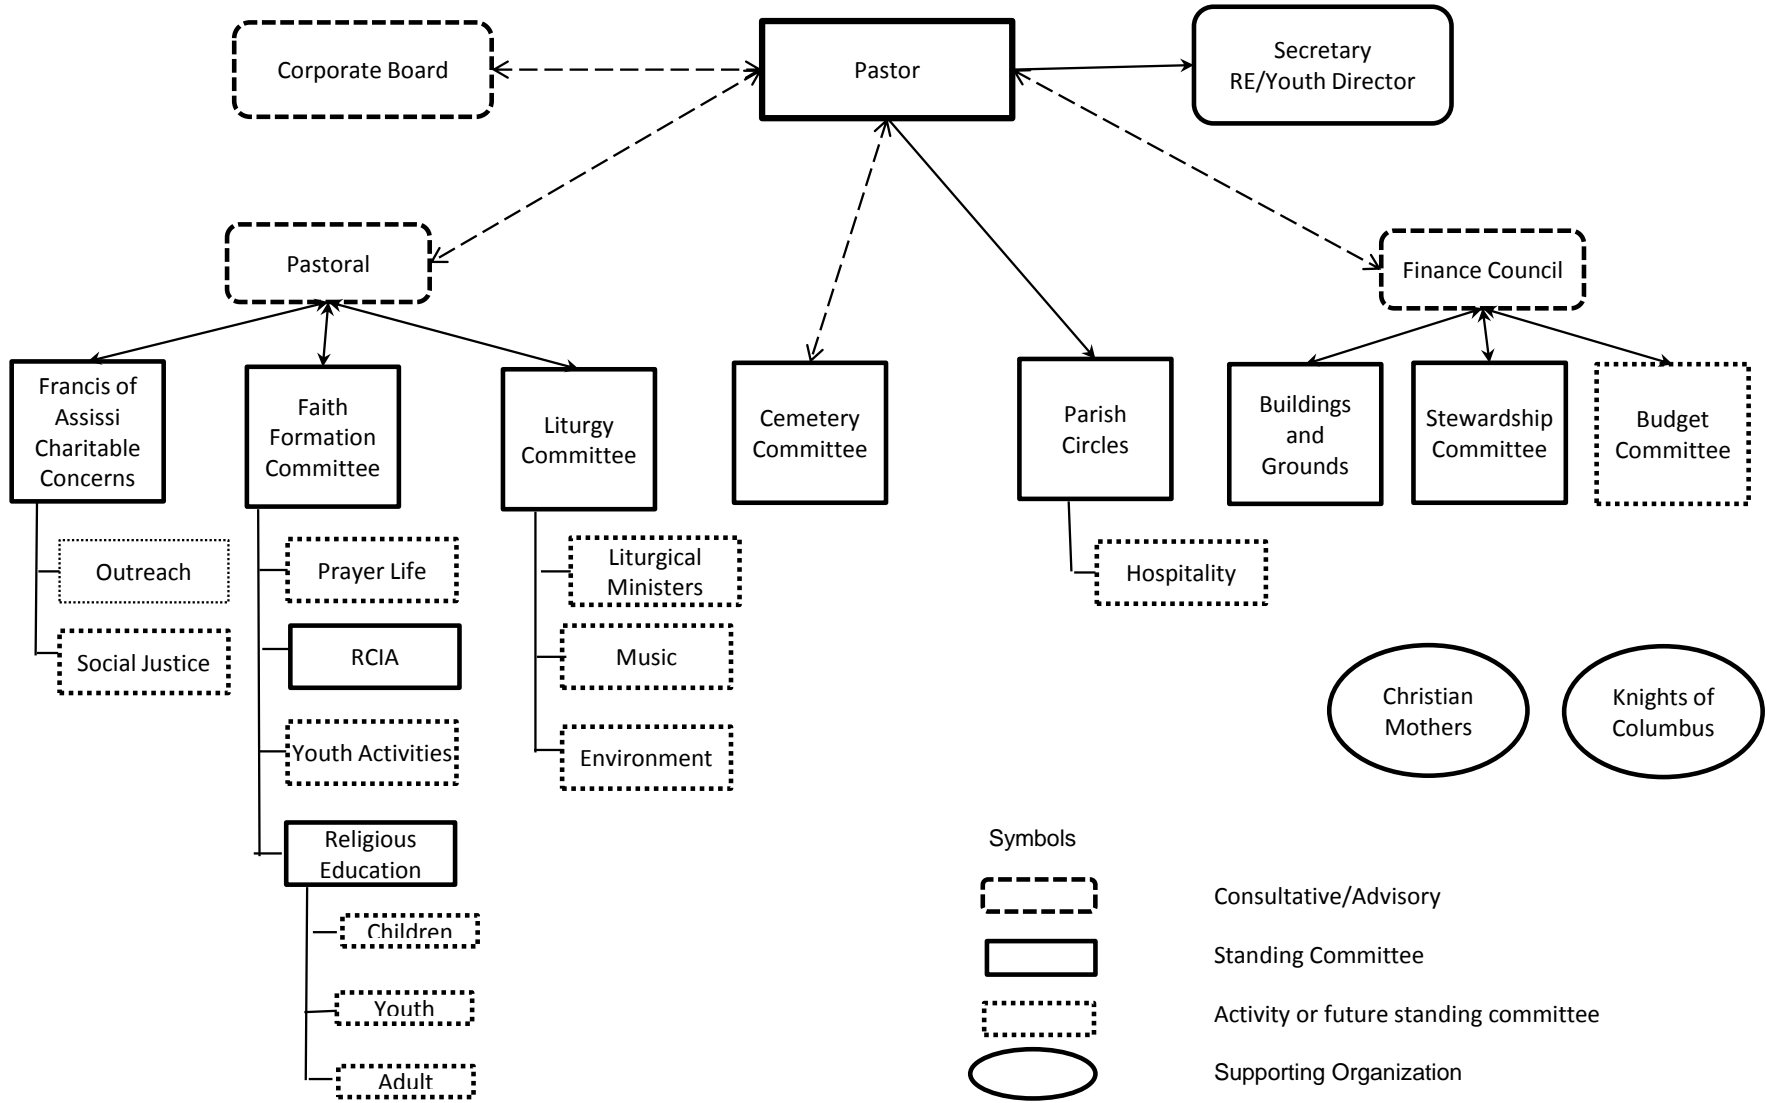 Corporate Board
Pastor
Secretary
RE/Youth Director
Pastoral
Finance Council
Francis of
Assissi
Charitable
Concerns
Faith
Formation
Committee
Liturgy
Committee
Cemetery
Committee
Parish
Circles
Buildings
and
Grounds
Stewardship
Committee
Budget
Committee
Outreach
Social Justice
Prayer Life
RCIA
Youth Activities
Religious
Education
Children
Youth
Adult
Liturgical
Ministers
Music
Environment
Hospitality
Christian
Mothers
Knights of
Columbus
Symbols
Consultative/Advisory
Standing Committee
Activity or future standing committee
Supporting Organization